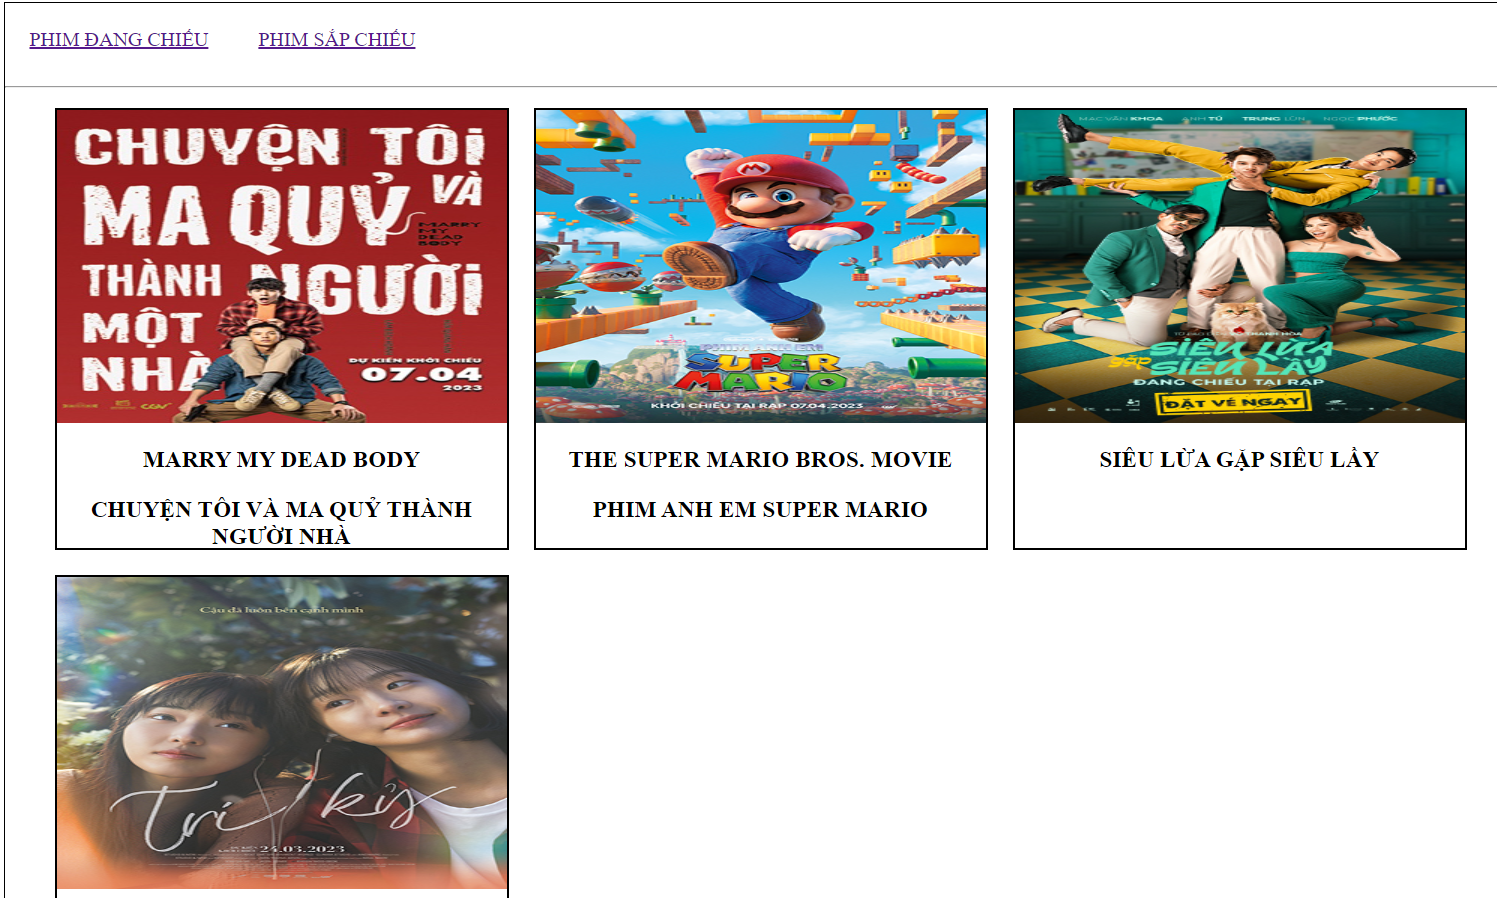 PHIM ĐANG CHIẾU
PHIM SẮP CHIẾU
CHUYỆN TÔI
VÀ
MA QUỶ
MARRY
MY
DEAD
BODY
THÀNH NGƯỜI
MỘT
NHÀ
DỰ KIẾN KHỞI CHIẾU
07.04
2023
CGV
MARRY MY DEAD BODY
CHUYỆN TÔI VÀ MA QUỶ THÀNH
NGƯỜI NHÀ
PHIM ANH EM
SUPER
MARIO
KHỞI CHIẾU TẠI RẠP 07.04.2023
THE SUPER MARIO BROS. MOVIE
PHIM ANH EM SUPER MARIO
MẠC VĂN KHOA ANH TÚ TRUNG LÙN NGỌC PHƯỚC
SIÊU LỪA
GẶP SIÊU LẦY
ĐANG CHIẾU TẠI RẠP
ĐẶT VÉ NGAY
SIÊU LỪA GẶP SIÊU LẦY
Cậu đã luôn bên cạnh mình
Tri kỷ
24.03.2023